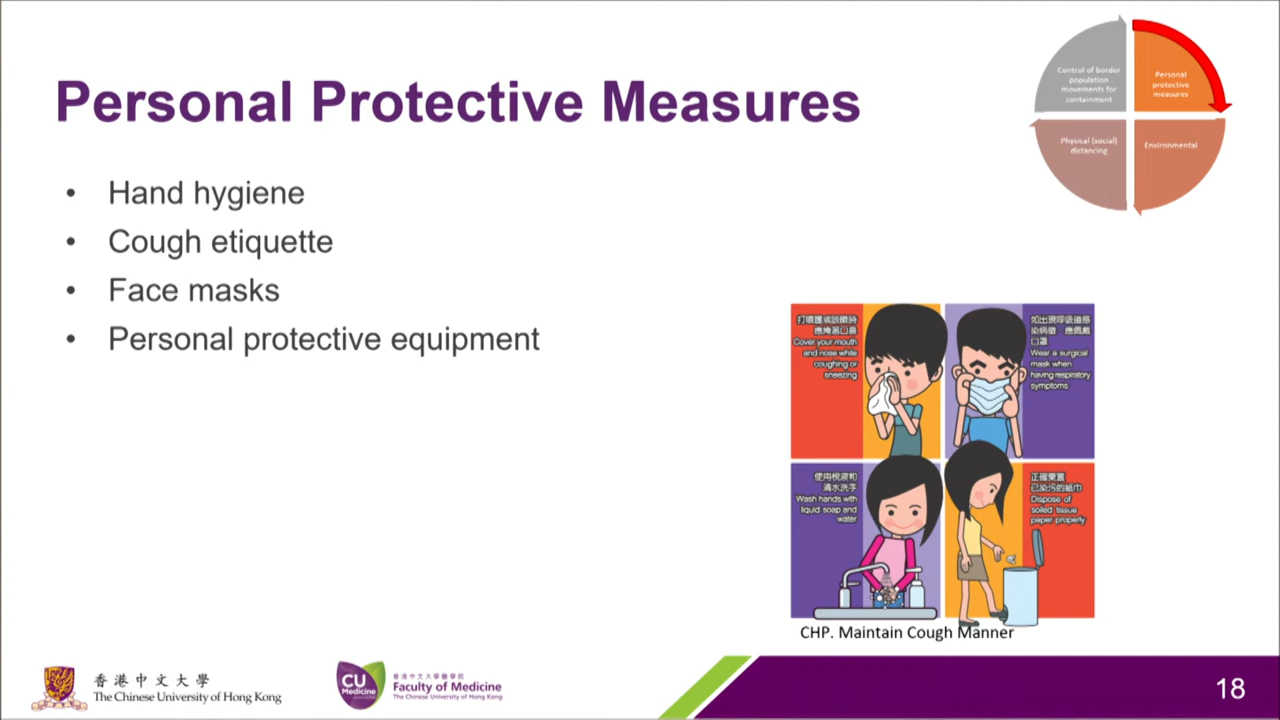 Personal Protective Measures
• Hand hygiene
• Cough etiquette
• Face masks
• Personal protective equipment
Control of border
population
movements for
containment
Personal
protective
measures
Physical (social)
distancing
Environmental
打噴嚏或咳嗽時
應掩著口鼻
Cover your mouth
and nose while
coughing or
sneezing
如出現呼吸道感
染病徵，應佩戴
口罩
Wear a surgical
mask when
having respiratory
symptoms
使用梘液和
清水洗手
Wash hands with
liquid soap and
water
正確棄置
已染污的紙巾
Dispose of
soiled tissue
paper properly
CHP. Maintain Cough Manner
香港中文大學
The Chinese University of Hong Kong
CU
Medicine
香港中文大學醫學院
Faculty of Medicine
The Chinese University of Hong Kong
18